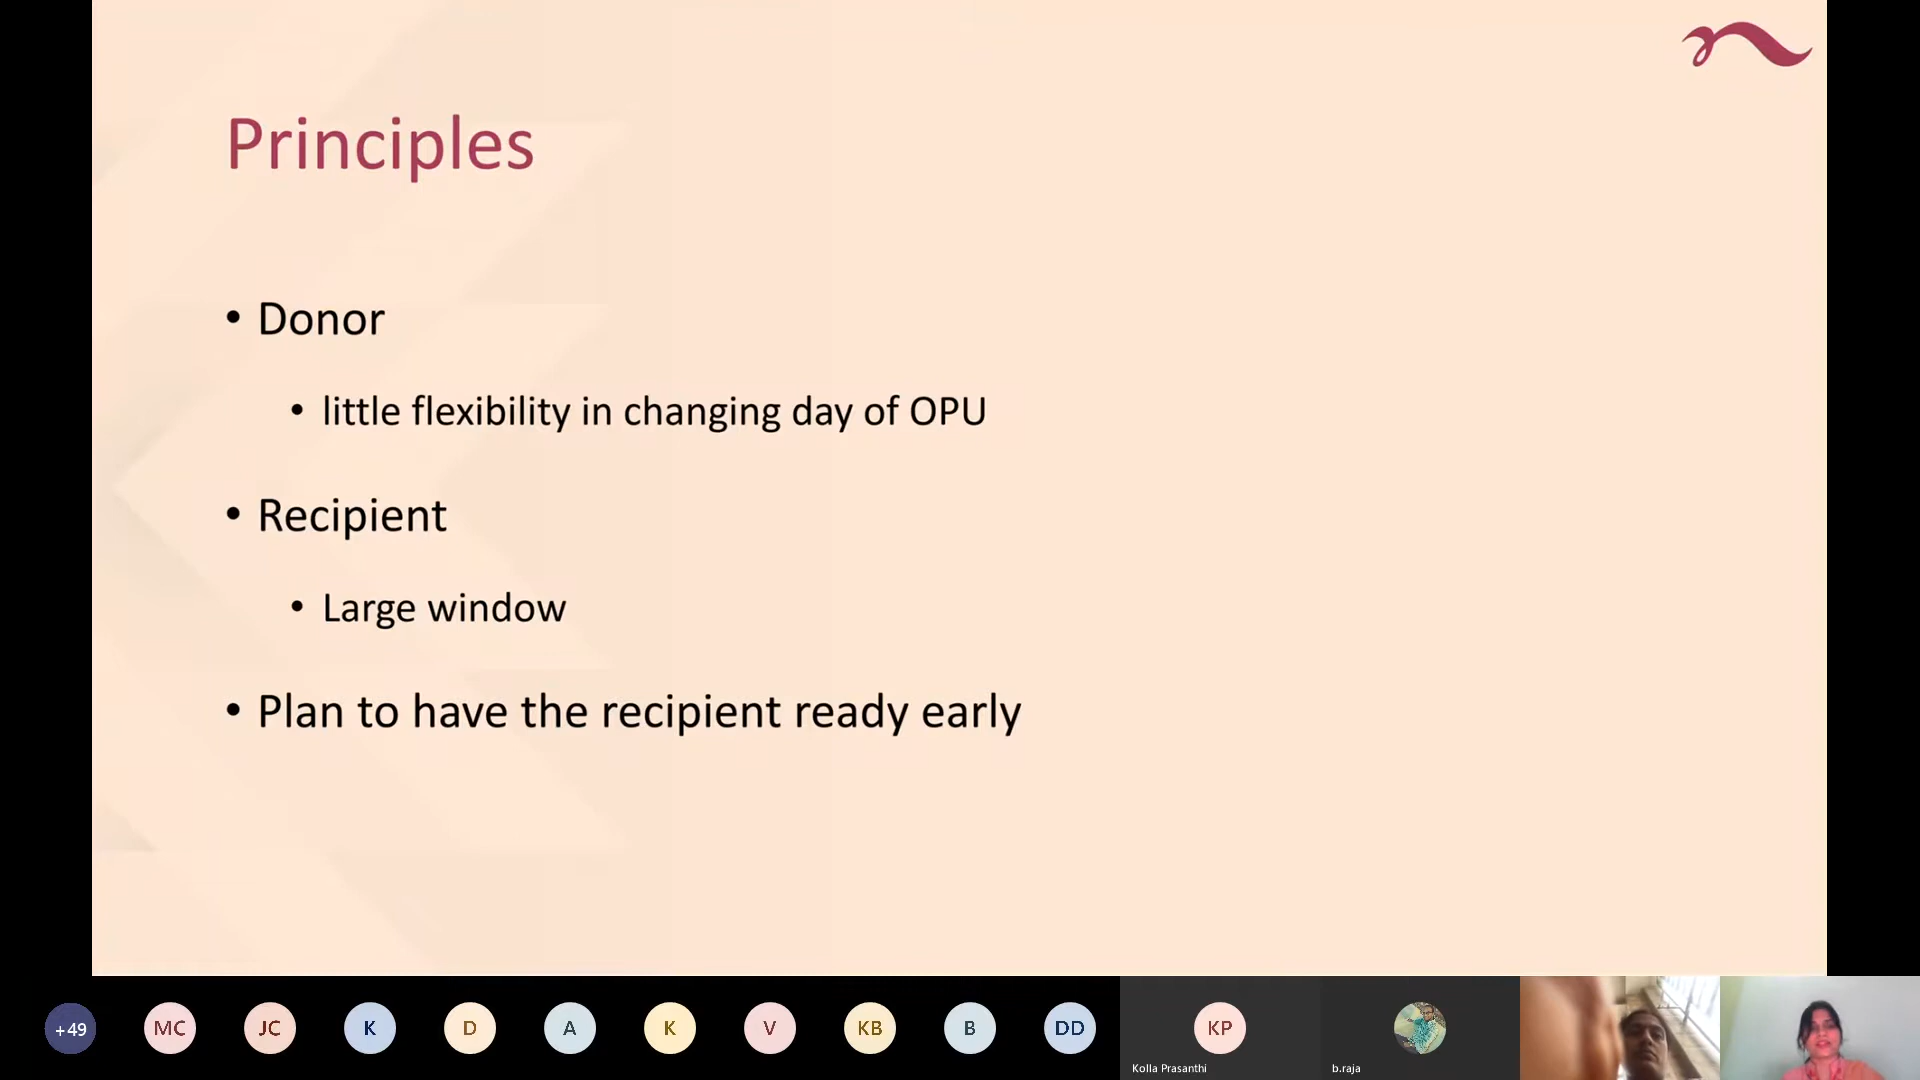 Principles
• Donor
• little flexibility in changing day of OPU
• Recipient
• Large window
• Plan to have the recipient ready early
+49 MC JC K D A K V KB B DD KP
Kolla Prasanthi b.raja